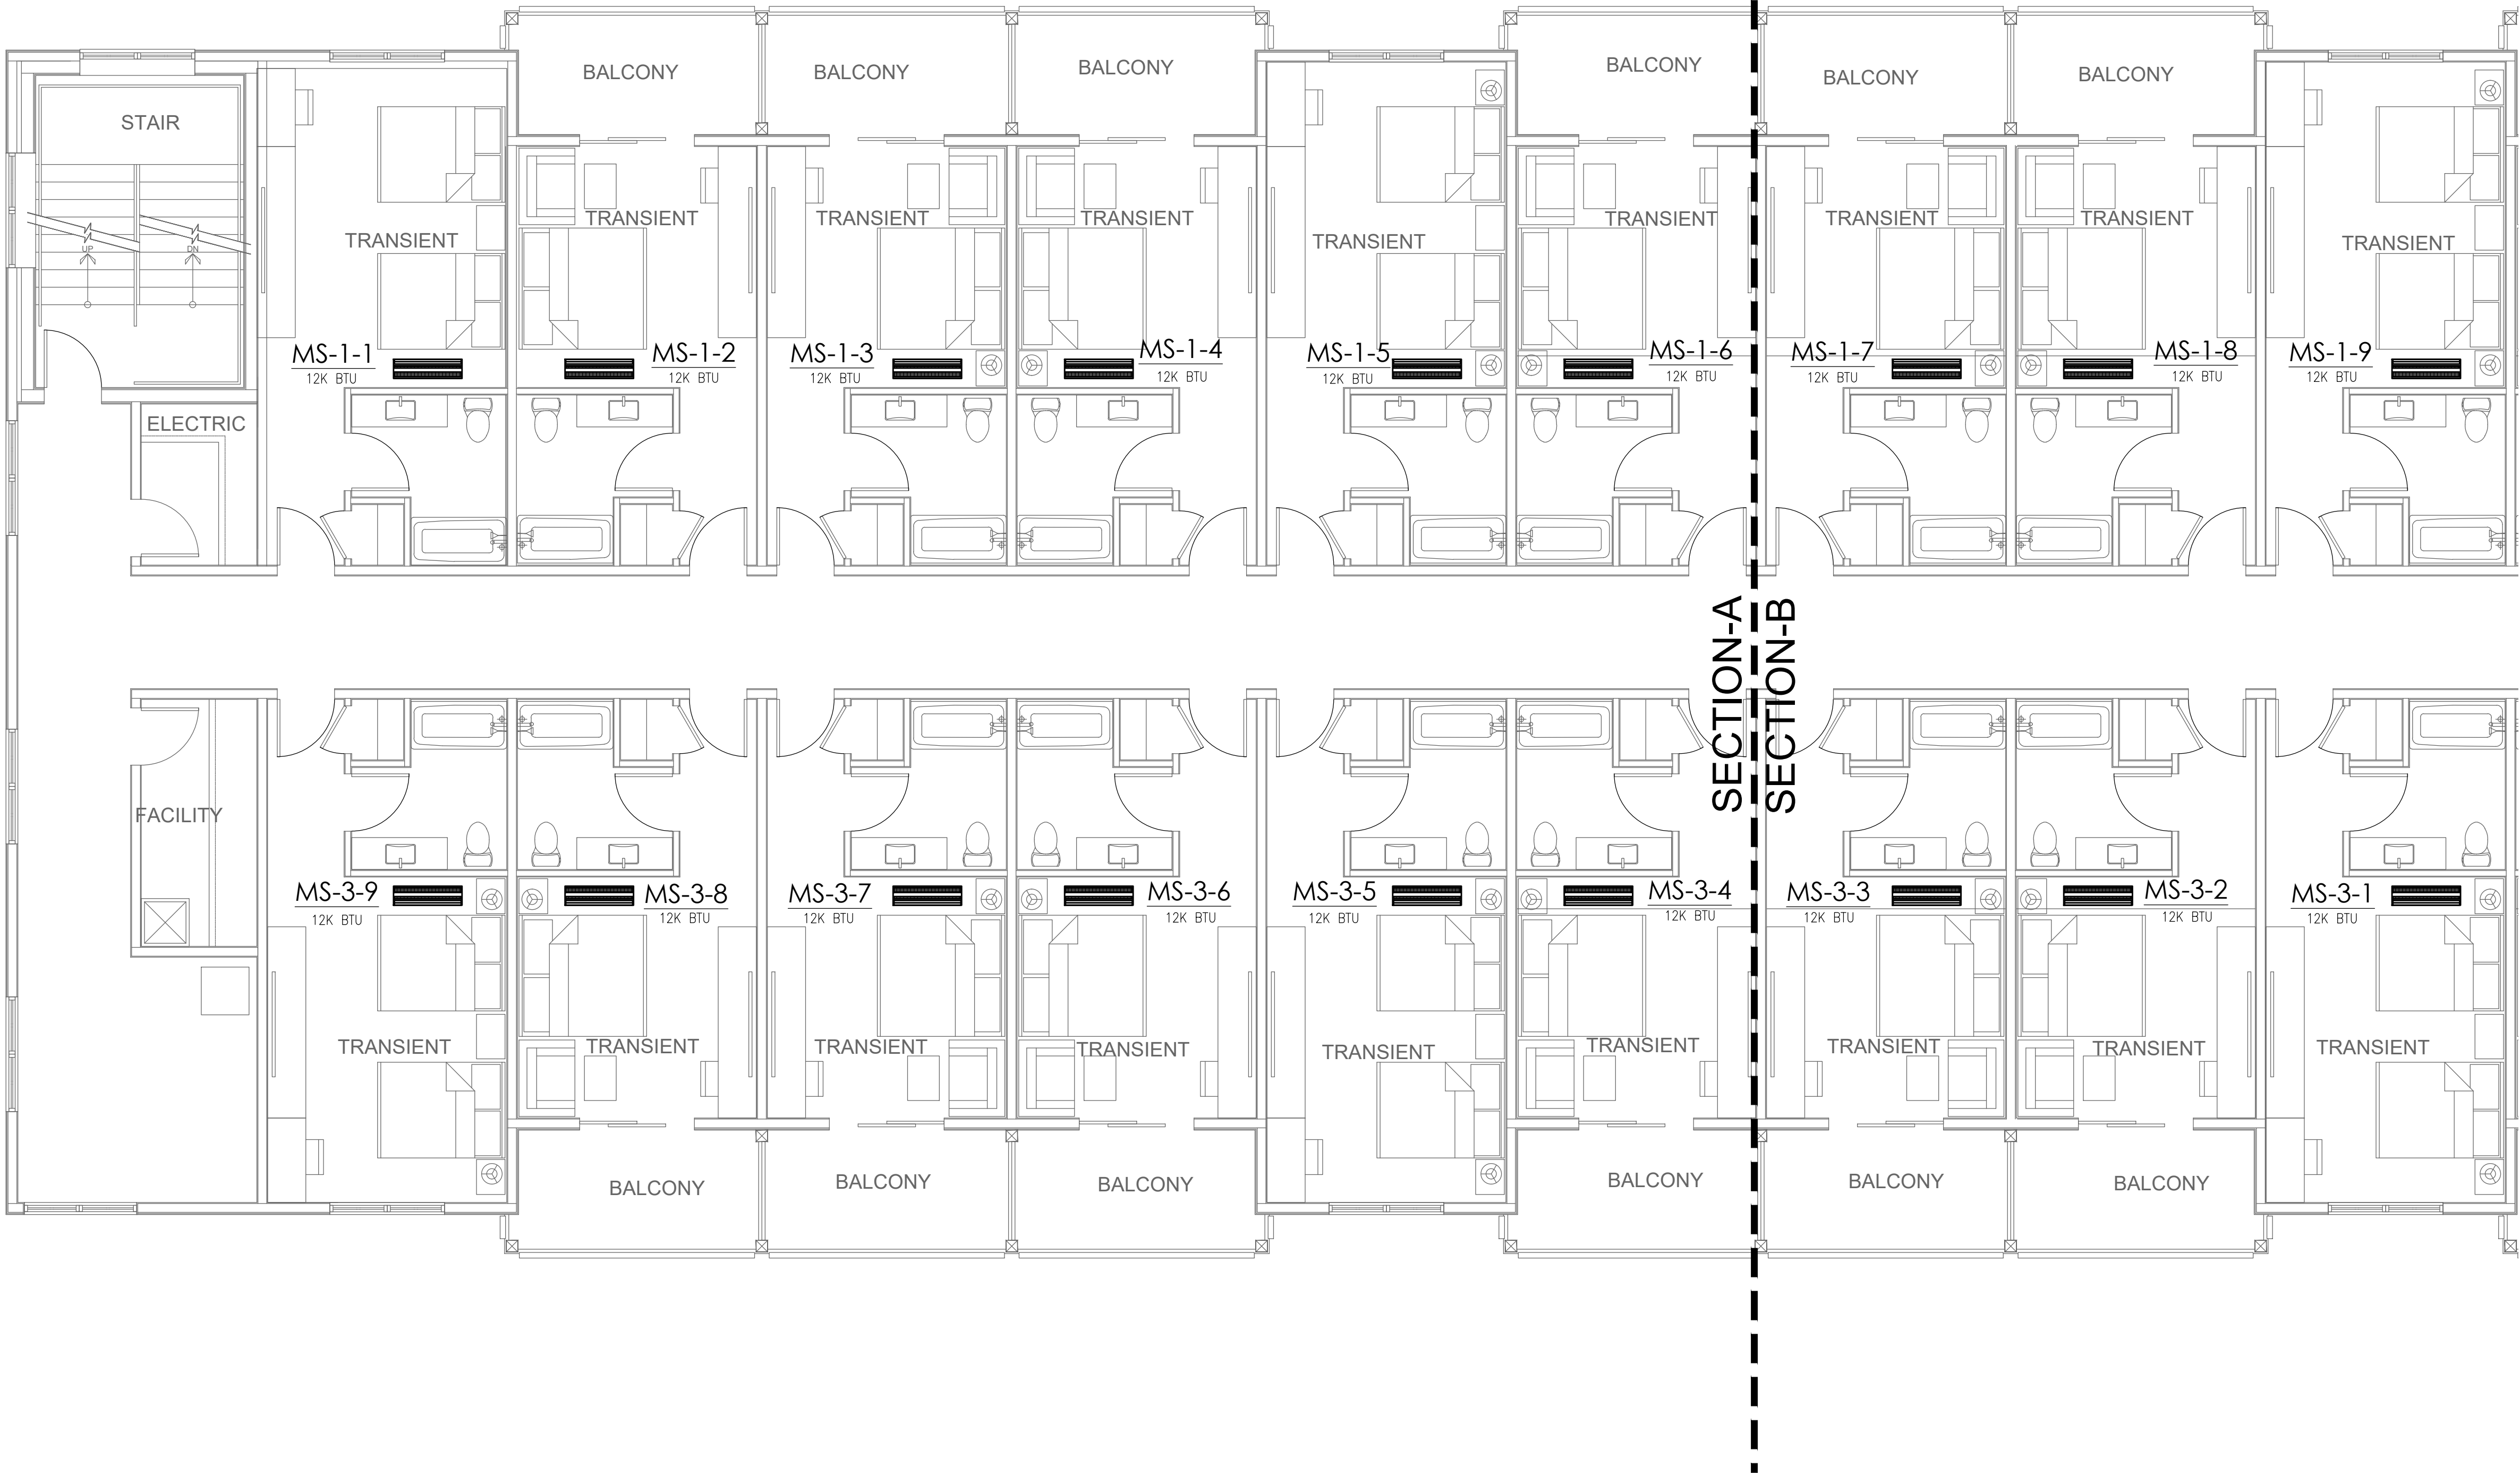 BALCONY
BALCONY
BALCONY
BALCONY
BALCONY
BALCONY
STAIR
UP
DN
TRANSIENT
TRANSIENT
TRANSIENT
TRANSIENT
TRANSIENT
TRANSIENT
TRANSIENT
TRANSIENT
TRANSIENT
MS-1-1
12K BTU
MS-1-2
12K BTU
MS-1-3
12K BTU
MS-1-4
12K BTU
MS-1-5
12K BTU
MS-1-6
12K BTU
MS-1-7
12K BTU
MS-1-8
12K BTU
MS-1-9
12K BTU
ELECTRIC
SECTION-A
SECTION-B
FACILITY
MS-3-9
12K BTU
MS-3-8
12K BTU
MS-3-7
12K BTU
MS-3-6
12K BTU
MS-3-5
12K BTU
MS-3-4
12K BTU
MS-3-3
12K BTU
MS-3-2
12K BTU
MS-3-1
12K BTU
TRANSIENT
TRANSIENT
TRANSIENT
TRANSIENT
TRANSIENT
TRANSIENT
TRANSIENT
TRANSIENT
TRANSIENT
BALCONY
BALCONY
BALCONY
BALCONY
BALCONY
BALCONY